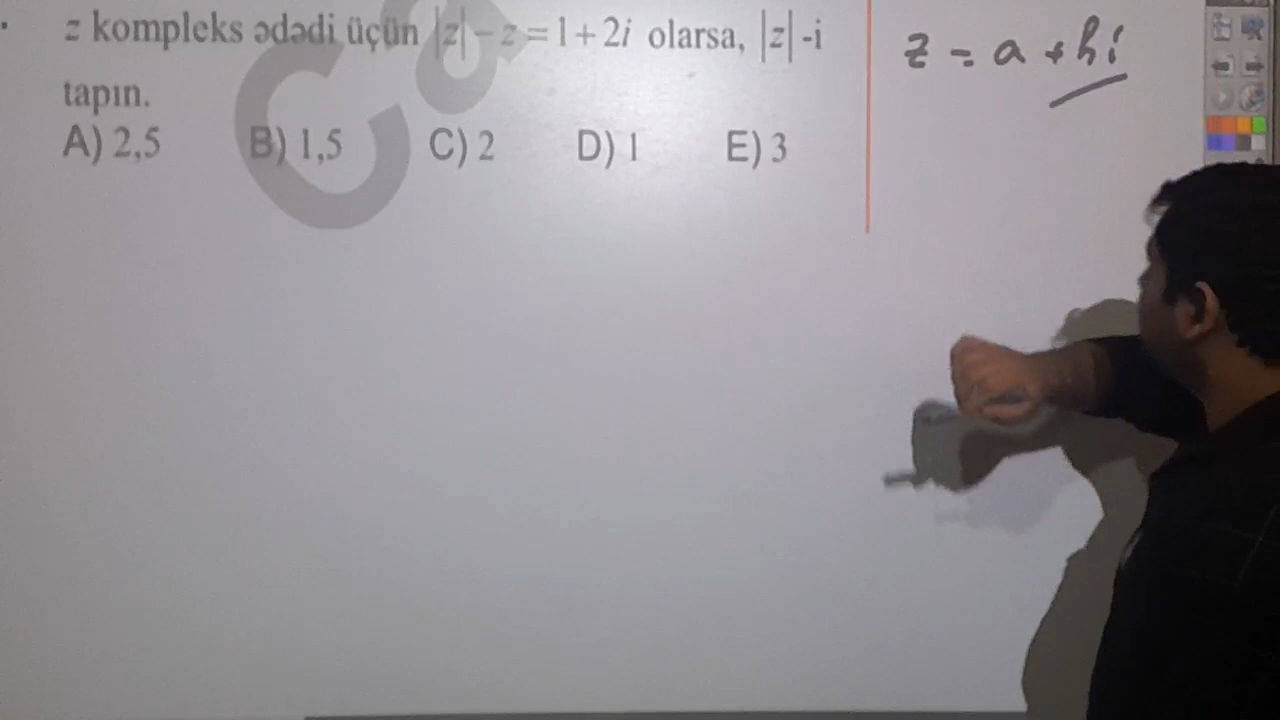 z kompleks ədədi üçün |z| - z = 1 + 2i olarsa, |z| -i
tapın.
A) 2,5 B) 1,5 C) 2 D) 1 E) 3
z = a + bi